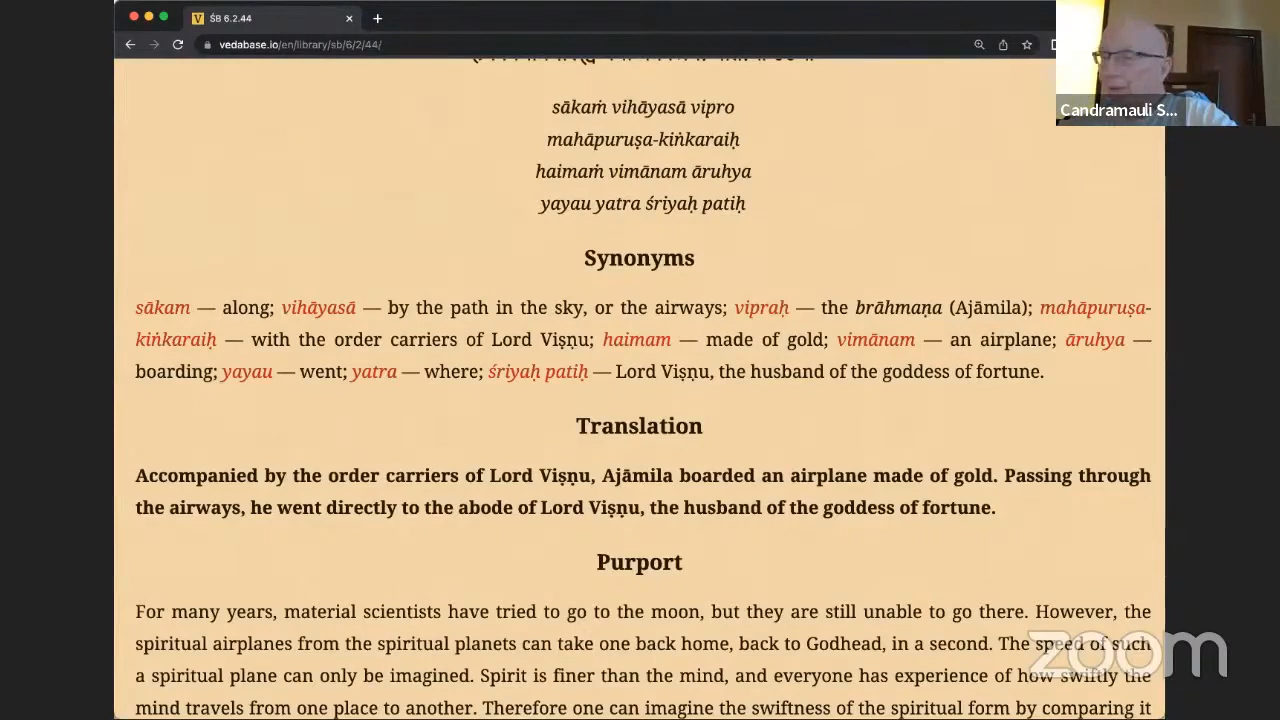 ŚB 6.2.44
vedabase.io/en/library/sb/6/2/44/
Candramauli S...
sākaṁ vihāyasā vipro
mahāpuruṣa-kiṅkaraiḥ
haimaṁ vimānam āruhya
yayau yatra śriyaḥ patiḥ
Synonyms
sākam — along; vihāyasā — by the path in the sky, or the airways; vipraḥ — the brāhmaṇa (Ajāmila); mahāpuruṣa-
kiṅkaraiḥ — with the order carriers of Lord Viṣṇu; haimam — made of gold; vimānam — an airplane; āruhya —
boarding; yayau — went; yatra — where; śriyaḥ patiḥ — Lord Viṣṇu, the husband of the goddess of fortune.
Translation
Accompanied by the order carriers of Lord Viṣṇu, Ajāmila boarded an airplane made of gold. Passing through
the airways, he went directly to the abode of Lord Viṣṇu, the husband of the goddess of fortune.
Purport
For many years, material scientists have tried to go to the moon, but they are still unable to go there. However, the
spiritual airplanes from the spiritual planets can take one back home, back to Godhead, in a second. The speed of such
a spiritual plane can only be imagined. Spirit is finer than the mind, and everyone has experience of how swiftly the
mind travels from one place to another. Therefore one can imagine the swiftness of the spiritual form by comparing it
zoom